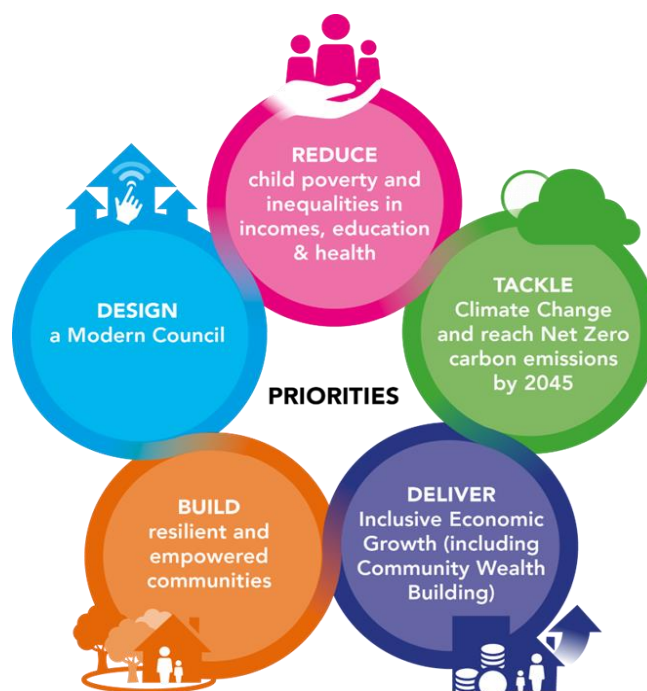 REDUCE
child poverty and
inequalities in
incomes, education
& health
TACKLE
Climate Change
and reach Net Zero
carbon emissions
by 2045
DELIVER
Inclusive Economic
Growth (including
Community Wealth
Building)
BUILD
resilient and
empowered
communities
DESIGN
a Modern Council
PRIORITIES